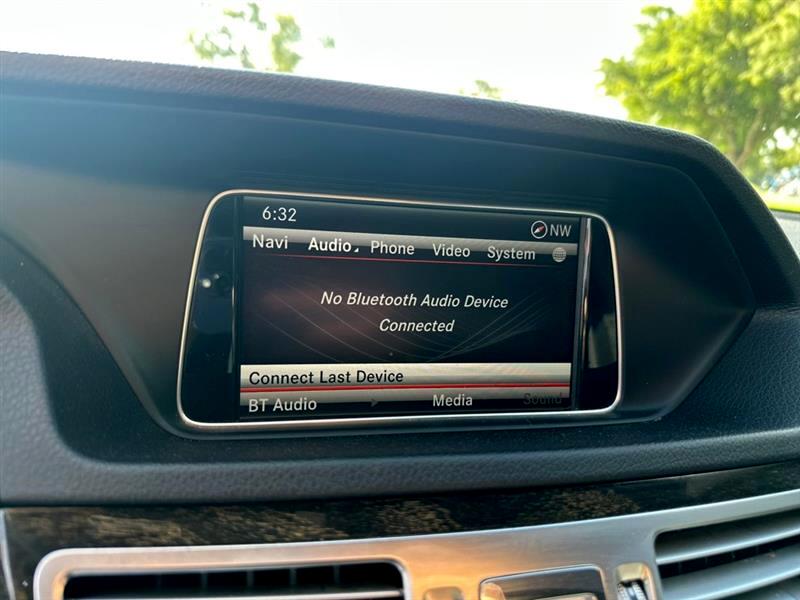 6:32
NW
Navi Audio Phone Video System
No Bluetooth Audio Device
Connected
Connect Last Device
BT Audio Media Sound